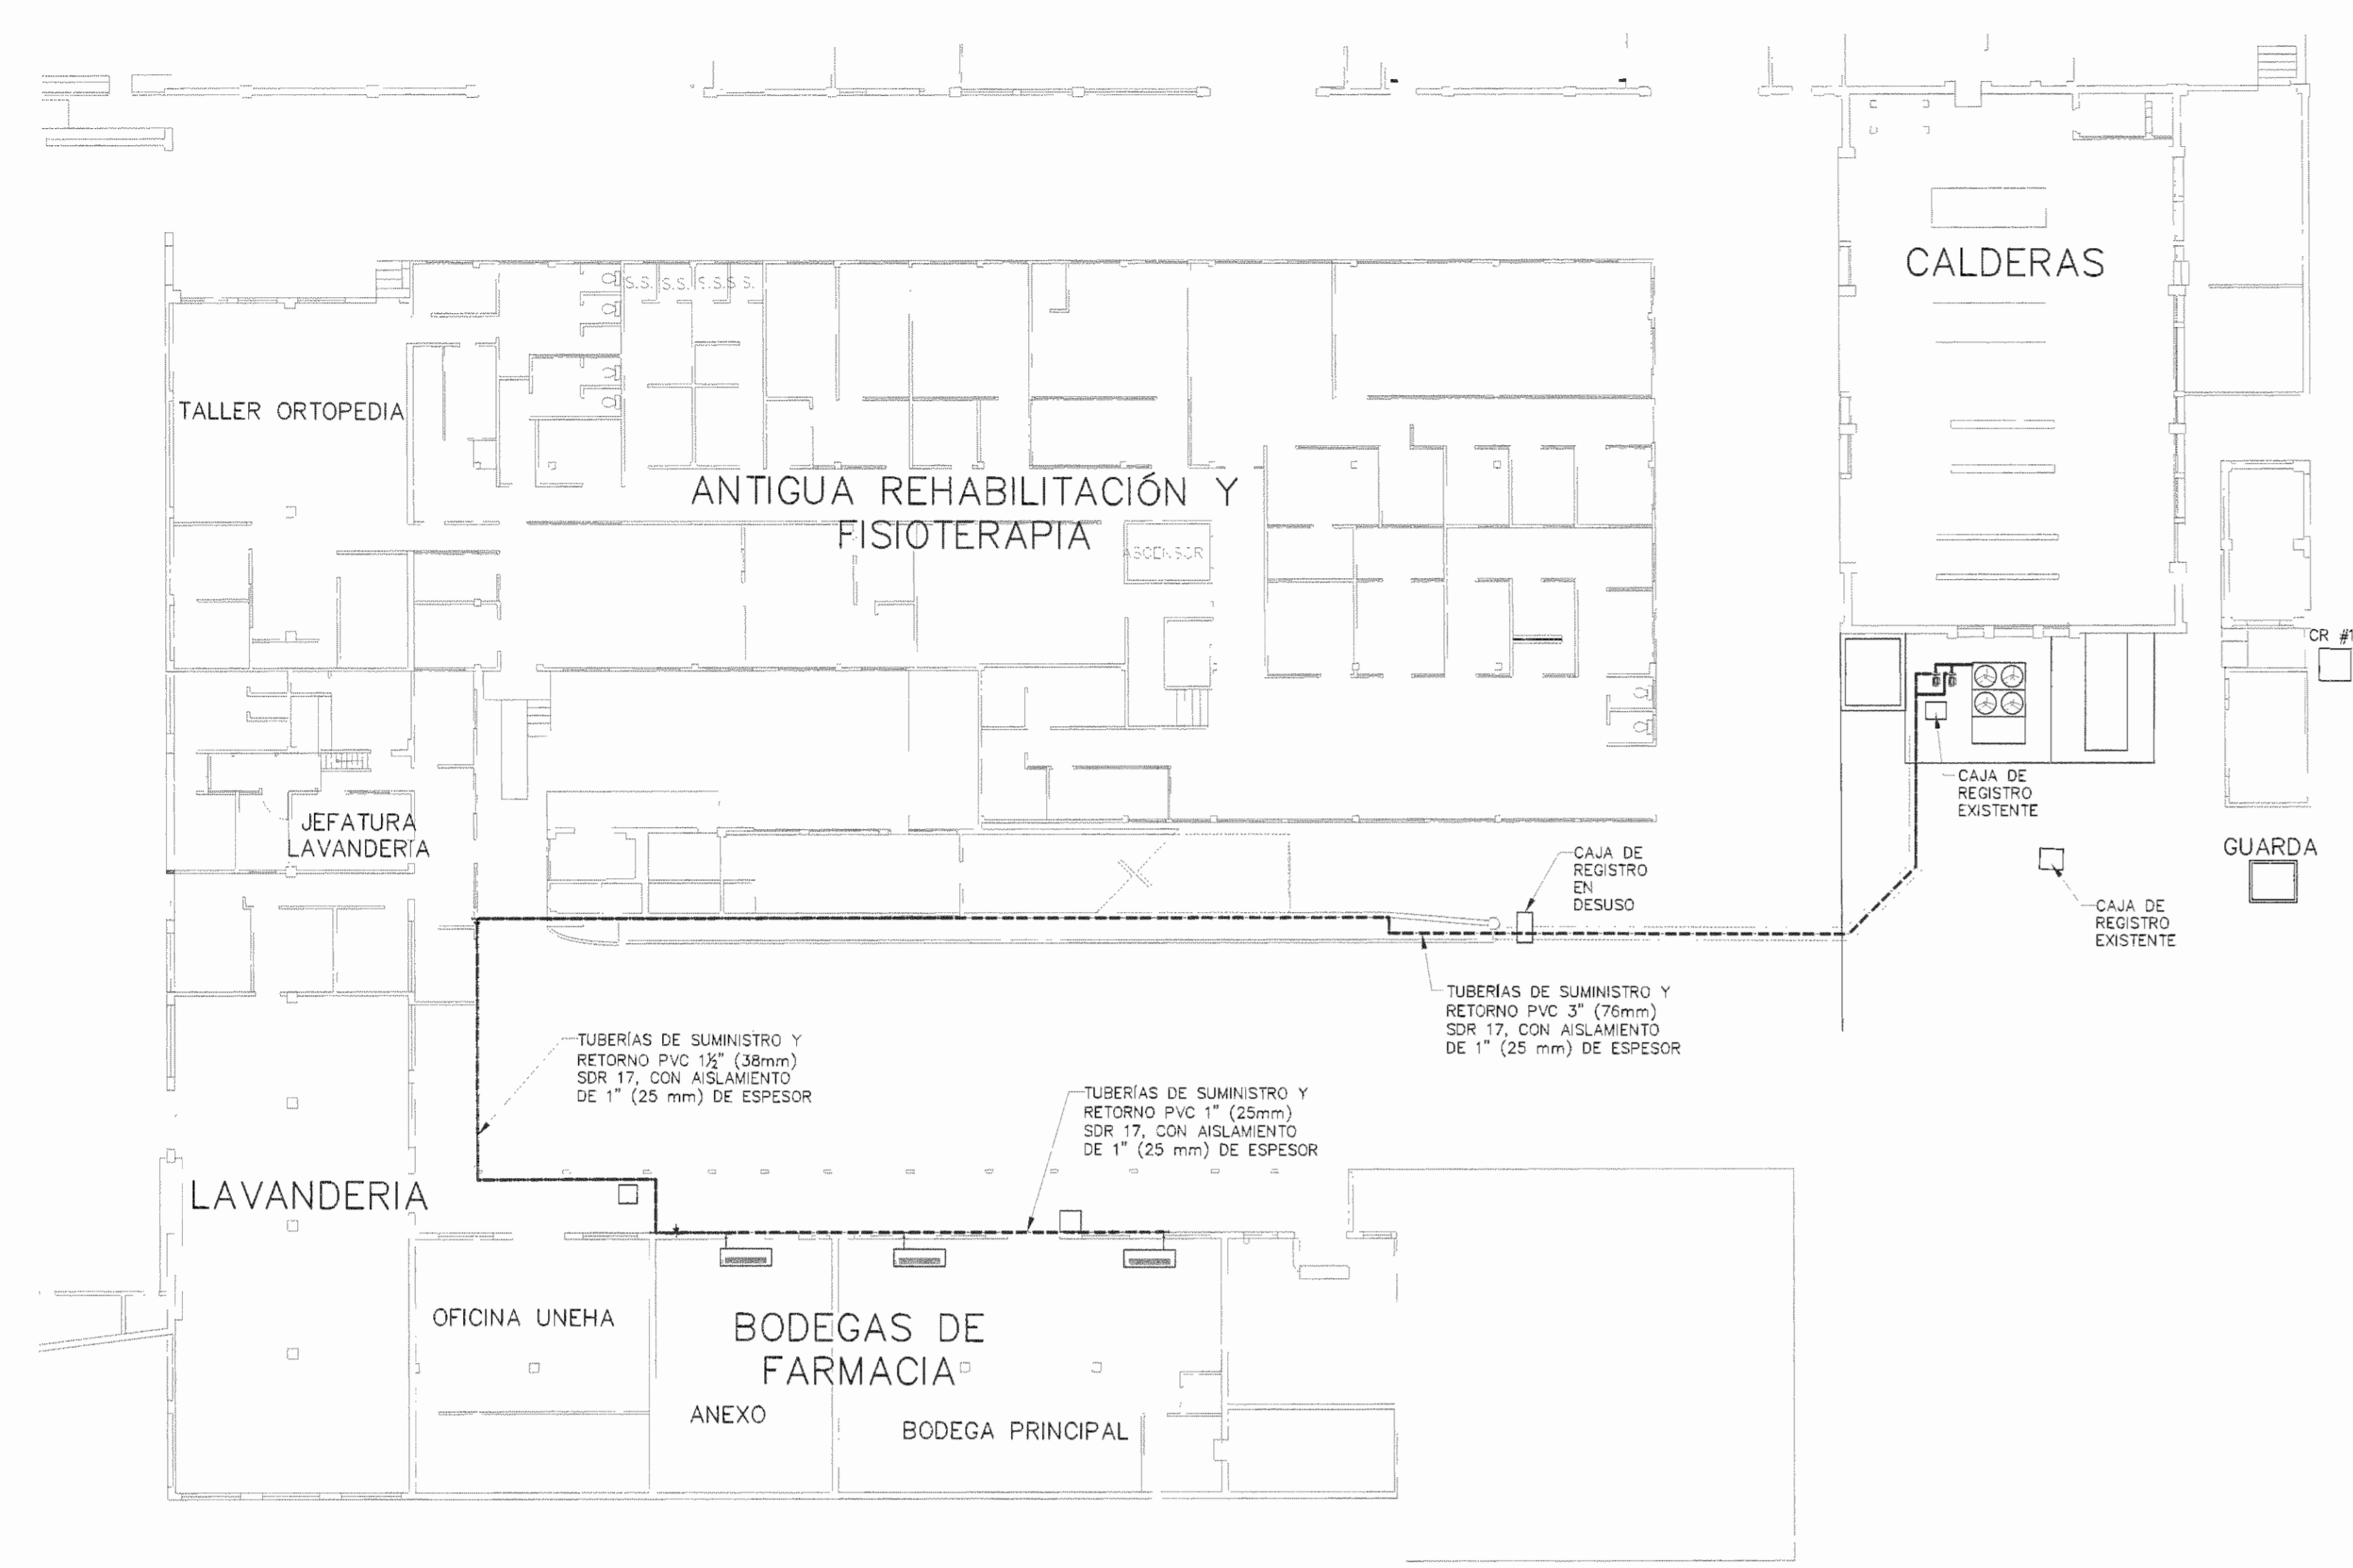 CALDERAS
S.S. S.S. S.S. S.S.
TALLER ORTOPEDIA
ANTIGUA REHABILITACIÓN Y
FISIOTERAPIA
ASCENSOR
CR #1
CAJA DE
REGISTRO
EXISTENTE
JEFATURA
LAVANDERÍA
GUARDA
CAJA DE
REGISTRO
EN
DESUSO
CAJA DE
REGISTRO
EXISTENTE
TUBERÍAS DE SUMINISTRO Y
RETORNO PVC 3" (76mm)
SDR 17, CON AISLAMIENTO
DE 1" (25 mm) DE ESPESOR
TUBERÍAS DE SUMINISTRO Y
RETORNO PVC 1½" (38mm)
SDR 17, CON AISLAMIENTO
DE 1" (25 mm) DE ESPESOR
TUBERÍAS DE SUMINISTRO Y
RETORNO PVC 1" (25mm)
SDR 17, CON AISLAMIENTO
DE 1" (25 mm) DE ESPESOR
LAVANDERIA
OFICINA UNEHA
BODEGAS DE
FARMACIA
ANEXO
BODEGA PRINCIPAL